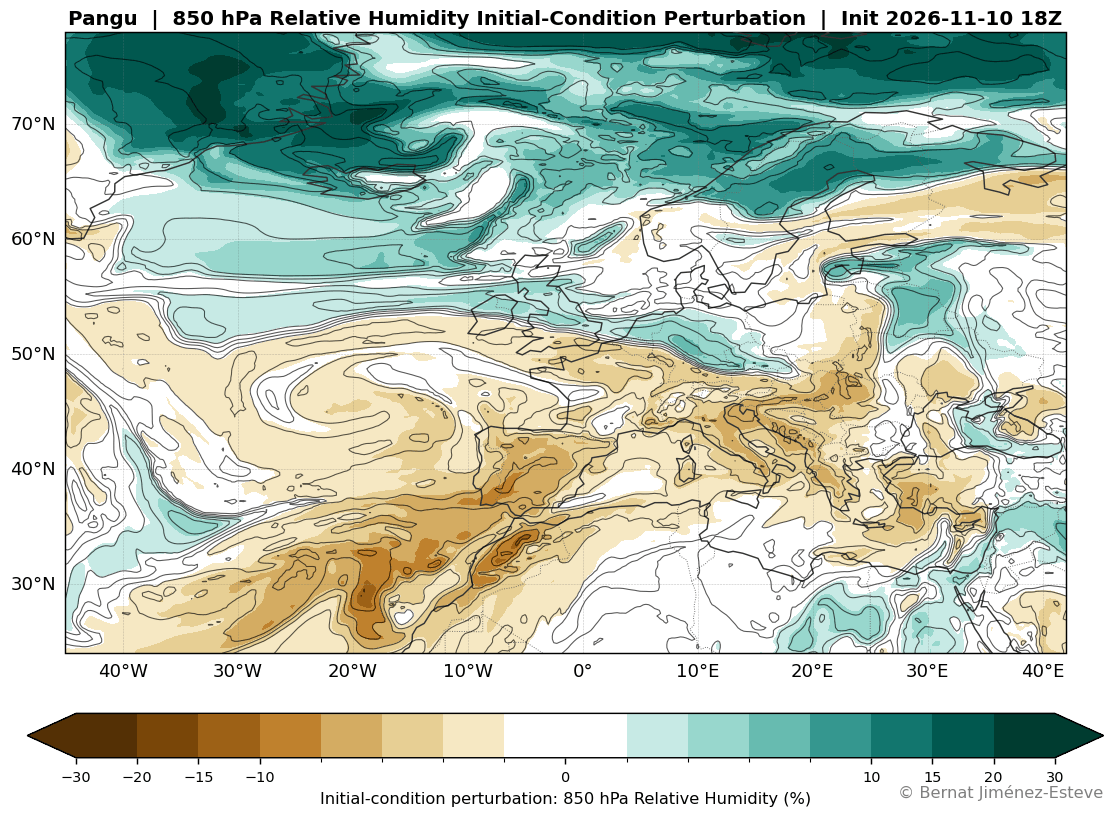 Pangu | 850 hPa Relative Humidity Initial-Condition Perturbation | Init 2026-11-10 18Z
70°N
60°N
50°N
40°N
30°N
40°W 30°W 20°W 10°W 0° 10°E 20°E 30°E 40°E
−30 −20 −15 −10 0 10 15 20 30
Initial-condition perturbation: 850 hPa Relative Humidity (%)
© Bernat Jiménez-Esteve